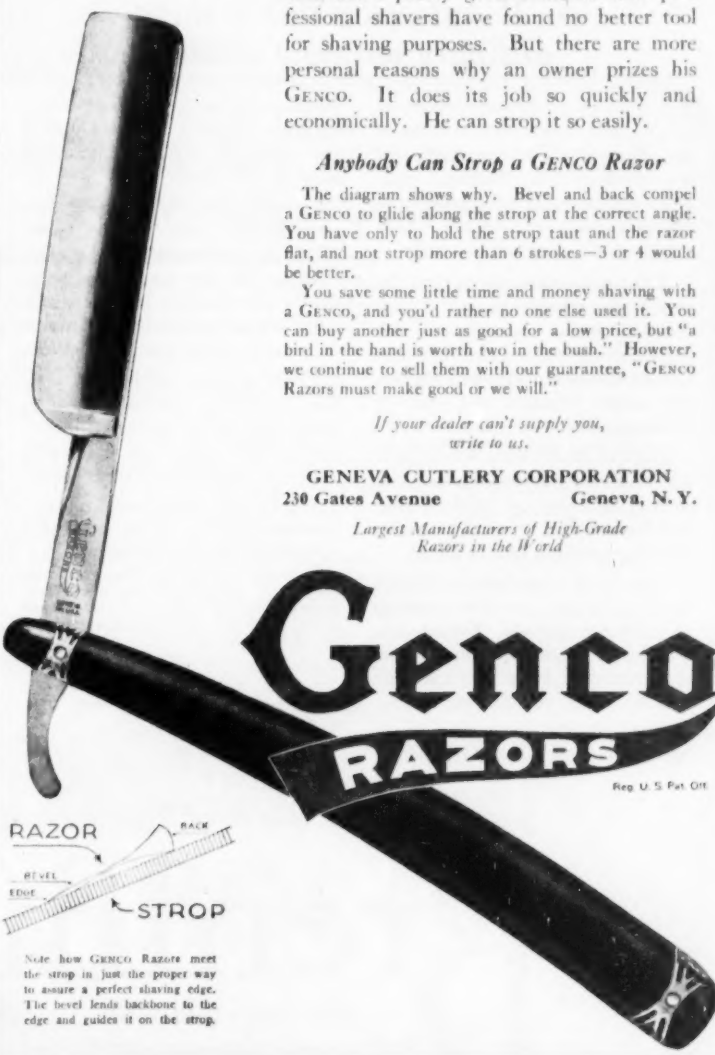 fessional shavers have found no better tool
for shaving purposes. But there are more
personal reasons why an owner prizes his
GENCO. It does its job so quickly and
economically. He can strop it so easily.
Anybody Can Strop a GENCO Razor
The diagram shows why. Bevel and back compel
a GENCO to glide along the strop at the correct angle.
You have only to hold the strop taut and the razor
flat, and not strop more than 6 strokes—3 or 4 would
be better.
You save some little time and money shaving with
a GENCO, and you'd rather no one else used it. You
can buy another just as good for a low price, but "a
bird in the hand is worth two in the bush." However,
we continue to sell them with our guarantee, "GENCO
Razors must make good or we will."
If your dealer can't supply you,
write to us.
GENEVA CUTLERY CORPORATION
230 Gates Avenue Geneva, N. Y.
Largest Manufacturers of High-Grade
Razors in the World
Genco
Genco
RAZORS
Reg. U. S. Pat. Off.
RAZOR
BACK
BEVEL
EDGE
STROP
Note how GENCO Razors meet
the strop in just the proper way
to assure a perfect shaving edge.
The bevel lends backbone to the
edge and guides it on the strop.